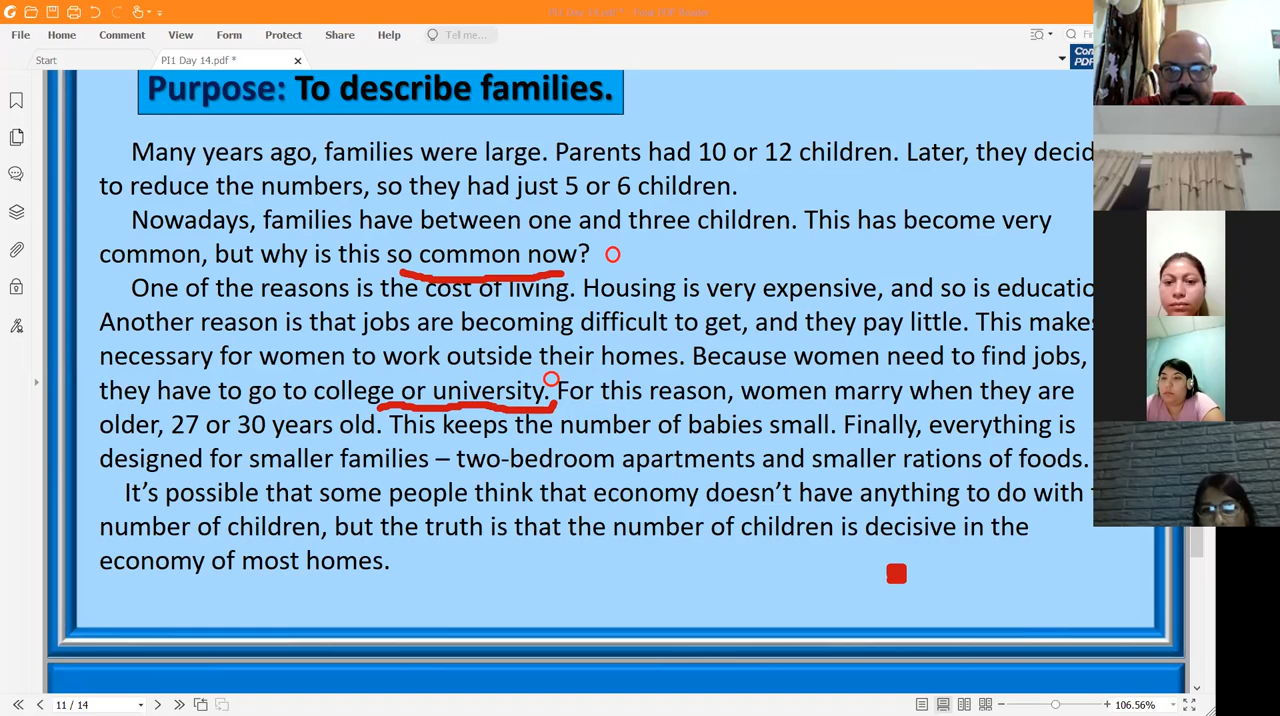 PI1 Day 14.pdf * - Foxit PDF Reader
File Home Comment View Form Protect Share Help Tell me...
Start PI1 Day 14.pdf *
Purpose: To describe families.
Many years ago, families were large. Parents had 10 or 12 children. Later, they decid
to reduce the numbers, so they had just 5 or 6 children.
Nowadays, families have between one and three children. This has become very
common, but why is this so common now?
One of the reasons is the cost of living. Housing is very expensive, and so is educatio
Another reason is that jobs are becoming difficult to get, and they pay little. This makes
necessary for women to work outside their homes. Because women need to find jobs,
they have to go to college or university. For this reason, women marry when they are
older, 27 or 30 years old. This keeps the number of babies small. Finally, everything is
designed for smaller families – two-bedroom apartments and smaller rations of foods.
It’s possible that some people think that economy doesn’t have anything to do with
number of children, but the truth is that the number of children is decisive in the
economy of most homes.
11 / 14 106.56%